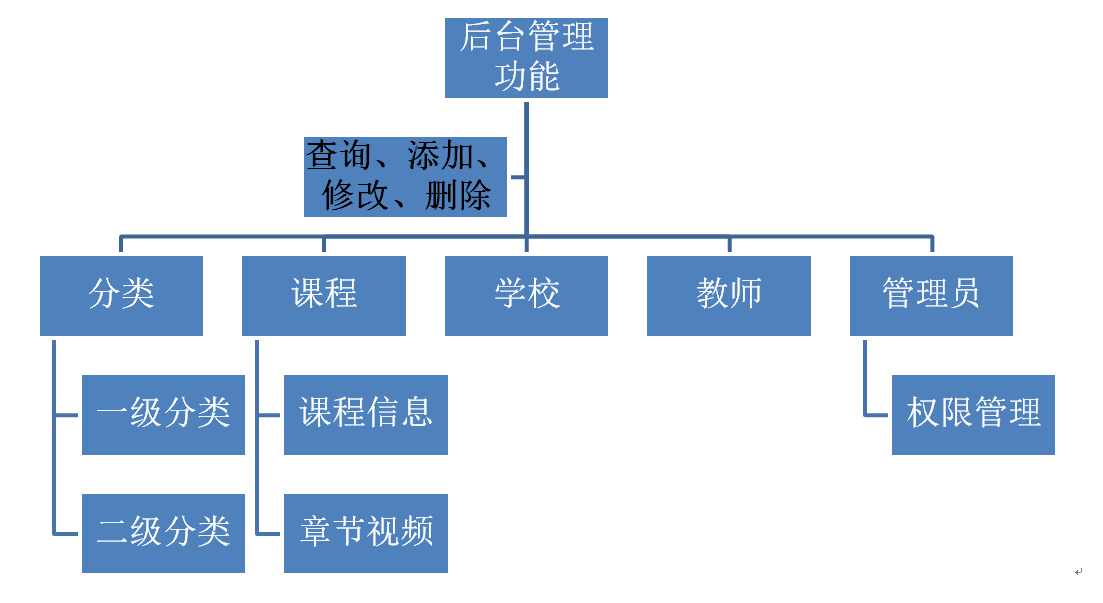 后台管理
功能
查询、添加、
修改、删除
分类
课程
学校
教师
管理员
一级分类
课程信息
权限管理
二级分类
章节视频